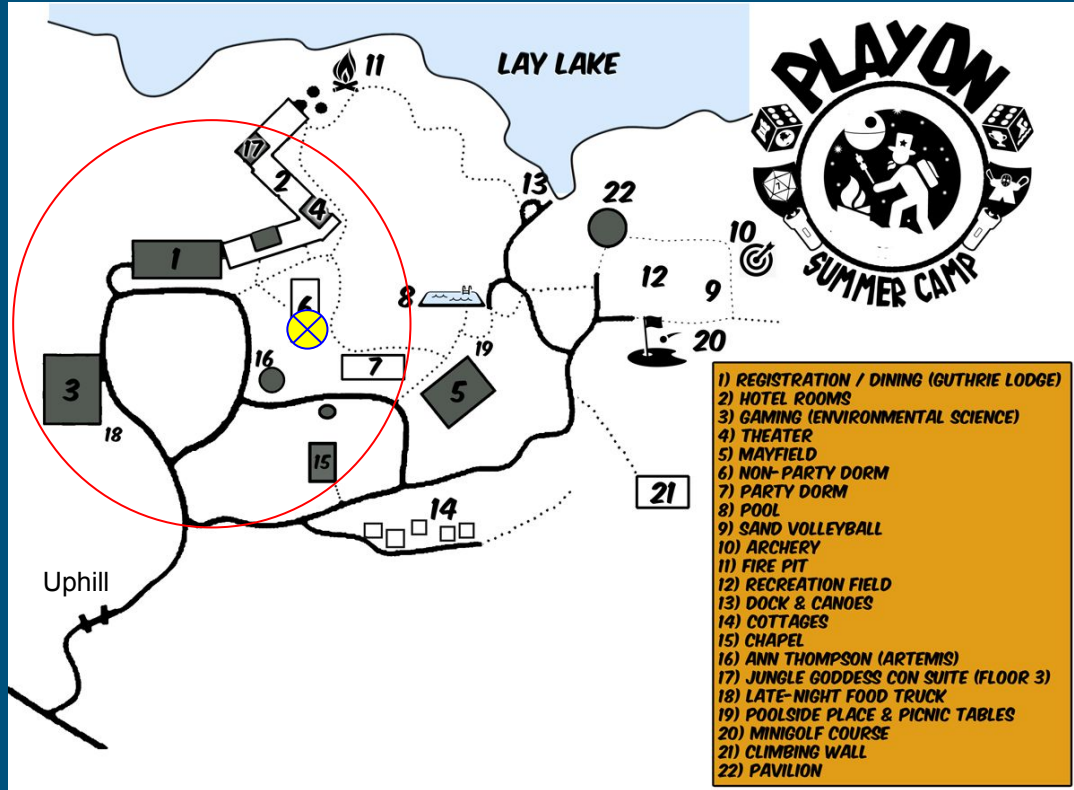 LAY LAKE
PLAY ON
SUMMER CAMP
1
11
17
2
4
1
13
22
10
6
8
12
9
16
7
19
20
3
5
18
15
21
14
Uphill
1) REGISTRATION / DINING (GUTHRIE LODGE)
2) HOTEL ROOMS
3) GAMING (ENVIRONMENTAL SCIENCE)
4) THEATER
5) MAYFIELD
6) NON-PARTY DORM
7) PARTY DORM
8) POOL
9) SAND VOLLEYBALL
10) ARCHERY
11) FIRE PIT
12) RECREATION FIELD
13) DOCK & CANOES
14) COTTAGES
15) CHAPEL
16) ANN THOMPSON (ARTEMIS)
17) JUNGLE GODDESS CON SUITE (FLOOR 3)
18) LATE-NIGHT FOOD TRUCK
19) POOLSIDE PLACE & PICNIC TABLES
20) MINIGOLF COURSE
21) CLIMBING WALL
22) PAVILION